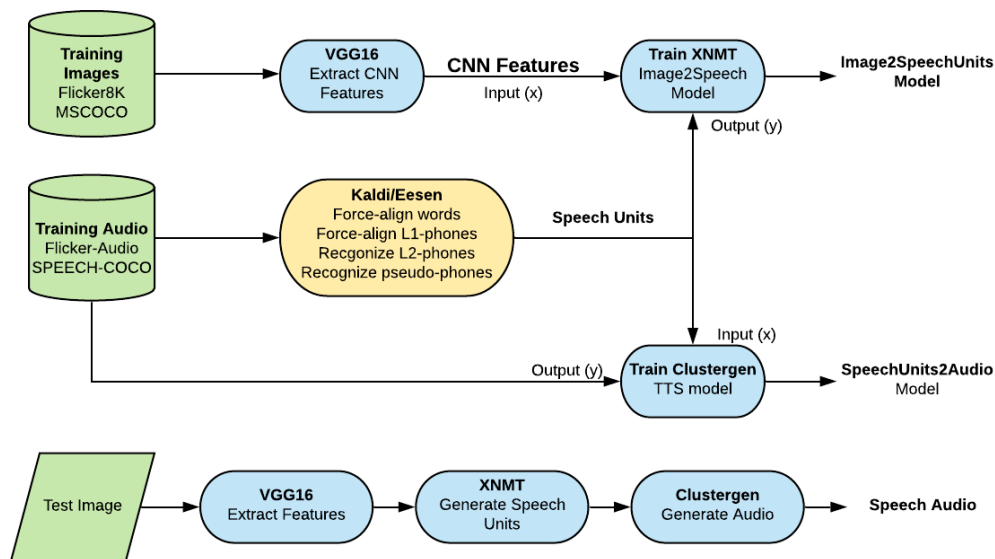 Training
Images
Flicker8K
MSCOCO
VGG16
Extract CNN
Features
CNN Features
Input (x)
Train XNMT
Image2Speech
Model
Image2SpeechUnits
Model
Output (y)
Training Audio
Flicker-Audio
SPEECH-COCO
Kaldi/Eesen
Force-align words
Force-align L1-phones
Recgonize L2-phones
Recognize pseudo-phones
Speech Units
Input (x)
Output (y)
Train Clustergen
TTS model
SpeechUnits2Audio
Model
Test Image
VGG16
Extract Features
XNMT
Generate Speech
Units
Clustergen
Generate Audio
Speech Audio